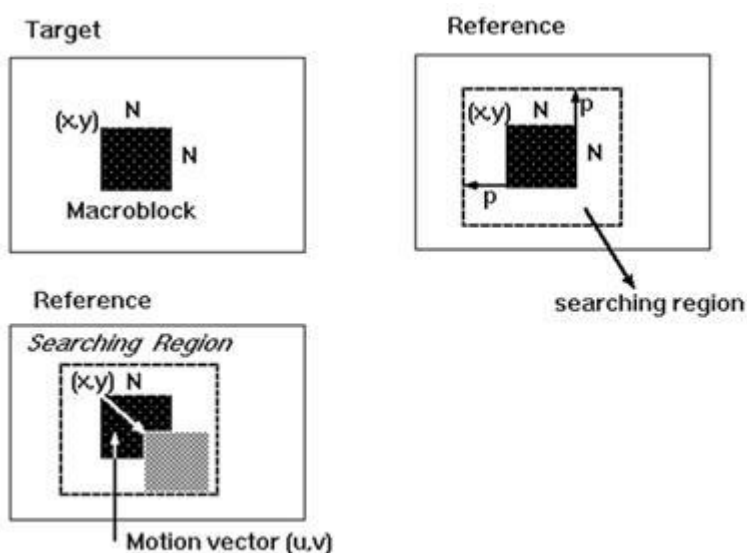 Target
(x,y)
N
N
Macroblock
Reference
(x,y)
N
p
N
p
searching region
Reference
Searching Region
(x,y) N
Motion vector (u,v)